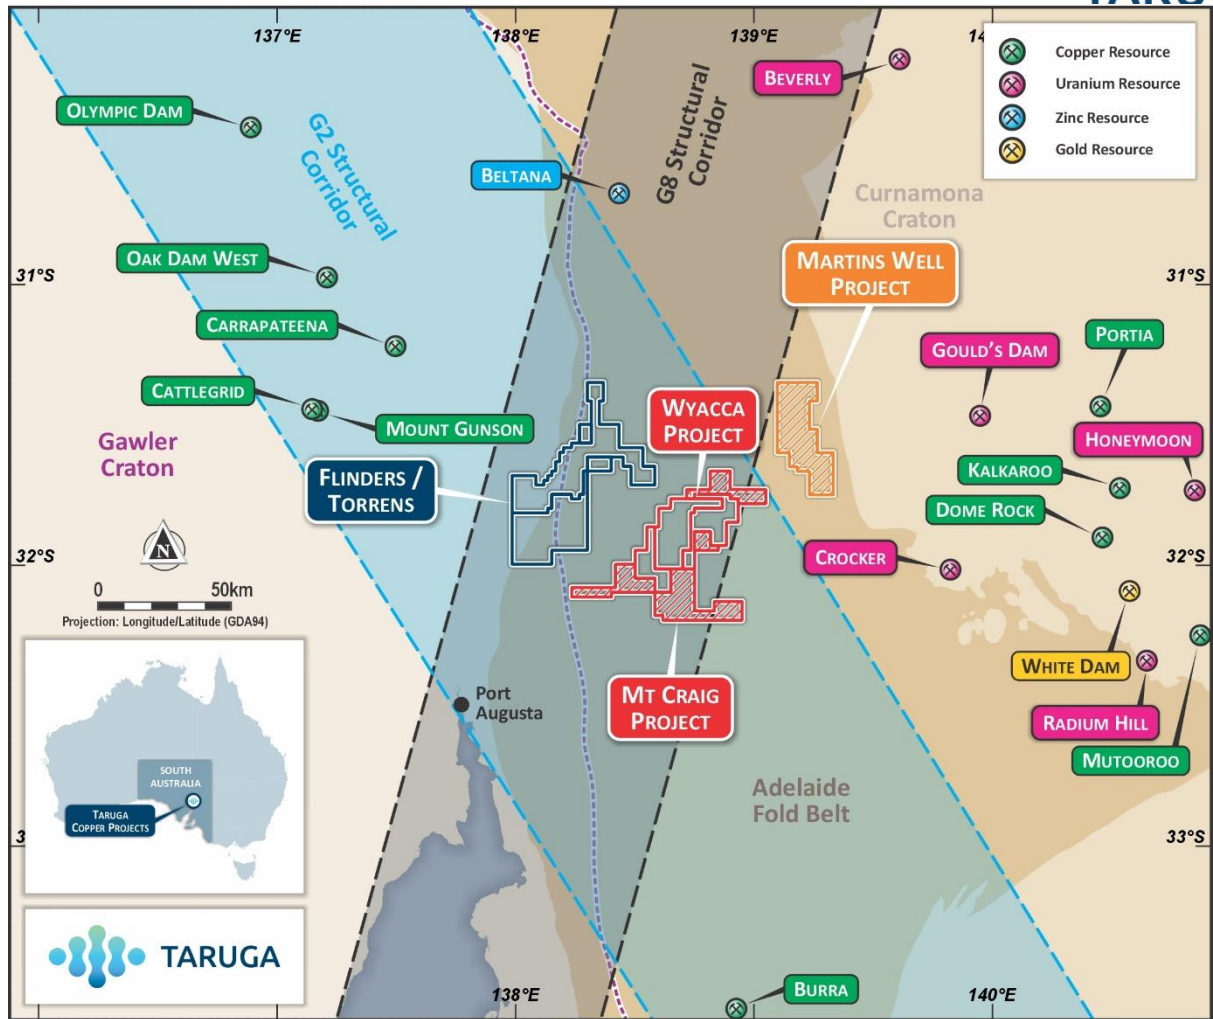 TARU
137°E
138°E
139°E
14
BEVERLY
Copper Resource
Uranium Resource
Zinc Resource
Gold Resource
OLYMPIC DAM
G2 Structural
Corridor
BELTANA
G8 Structural
Corridor
Curnamona
Craton
OAK DAM WEST
MARTINS WELL
PROJECT
31°S
31°S
CARRAPATEENA
GOULD'S DAM
PORTIA
CATTLEGRID
MOUNT GUNSON
WYACCA
PROJECT
HONEYMOON
Gawler
Craton
FLINDERS /
TORRENS
KALKAROO
DOME ROCK
N
32°S
32°S
CROCKER
0 50km
Projection: Longitude/Latitude (GDA94)
WHITE DAM
Port
Augusta
MT CRAIG
PROJECT
RADIUM HILL
MUTOOROO
SOUTH
AUSTRALIA
TARUGA
COPPER PROJECTS
Adelaide
Fold Belt
3
33°S
TARUGA
138°E
BURRA
140°E